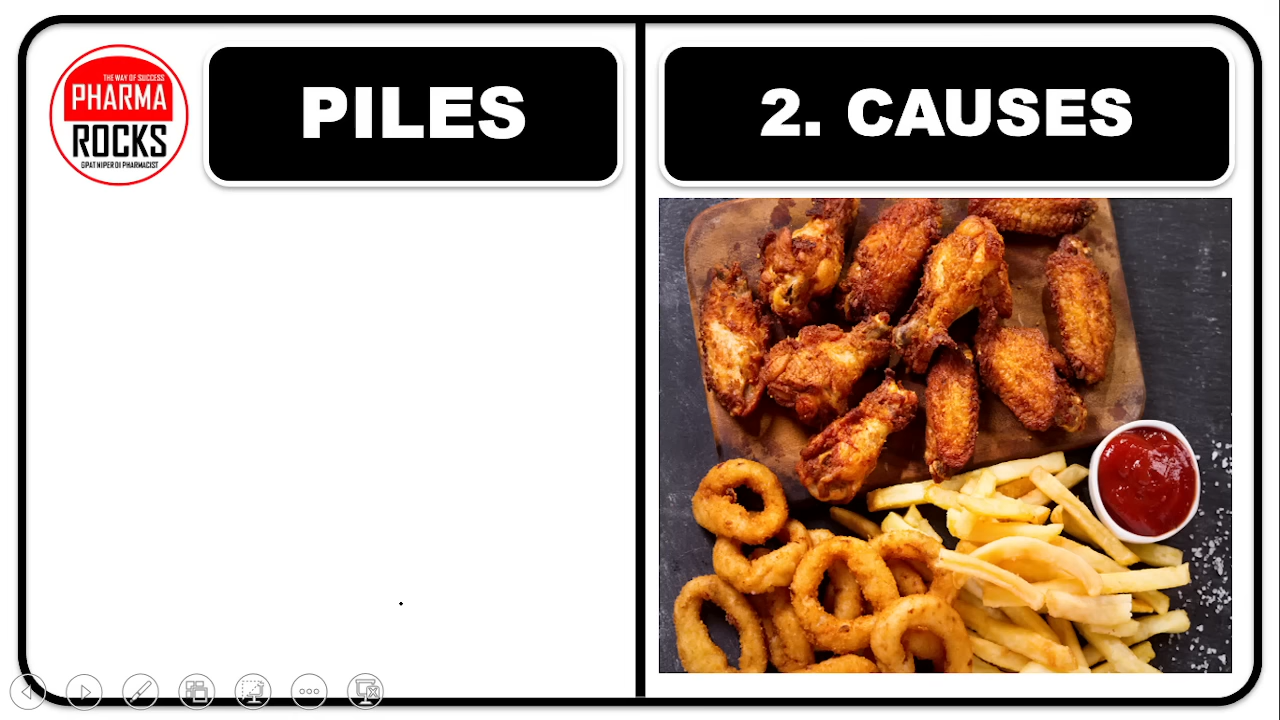 THE WAY OF SUCCESS
PHARMA
ROCKS
GPAT NIPER DI PHARMACIST
PILES
2. CAUSES